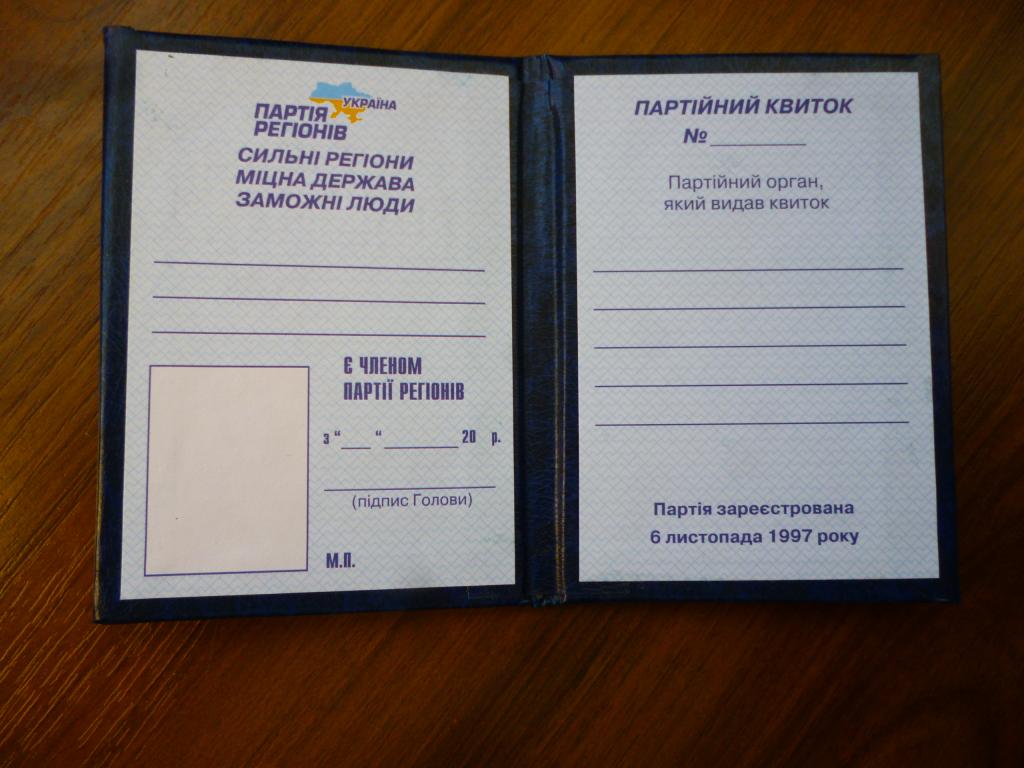 УКРАЇНА
ПАРТІЯ
РЕГІОНІВ
СИЛЬНІ РЕГІОНИ
МІЦНА ДЕРЖАВА
ЗАМОЖНІ ЛЮДИ
Є ЧЛЕНОМ
ПАРТІЇ РЕГІОНІВ
з “___ “________ 20 р.
(підпис Голови)
М.П.
ПАРТІЙНИЙ КВИТОК
№ ________
Партійний орган,
який видав квиток
Партія зареєстрована
6 листопада 1997 року